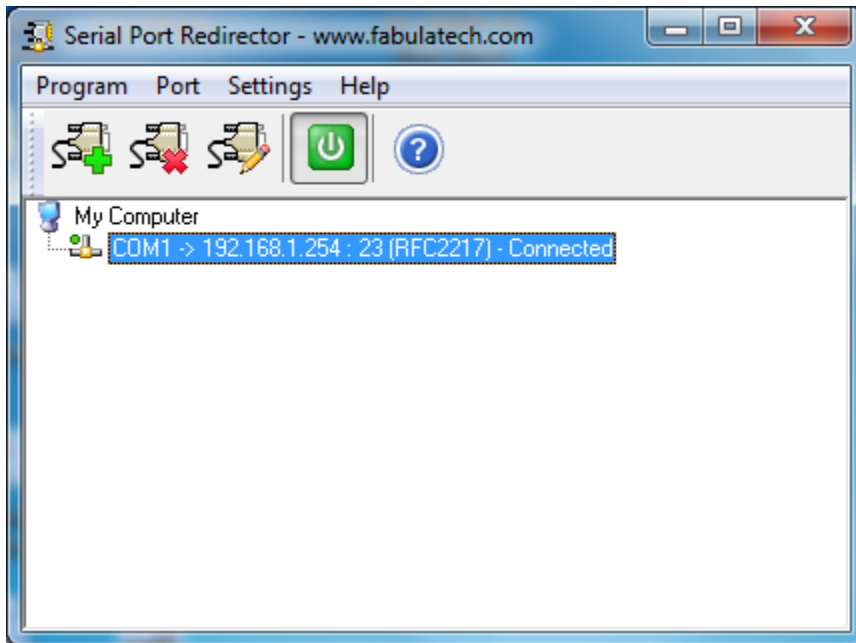 Serial Port Redirector - www.fabulatech.com
Program Port Settings Help
My Computer
COM1 -> 192.168.1.254 : 23 (RFC2217) - Connected